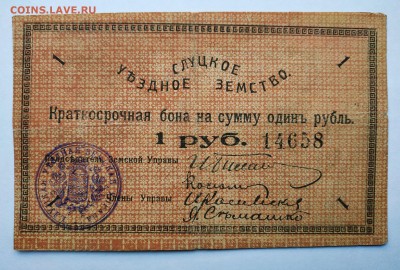 COINS.LAVE.RU
1 1
СЛУЦКОЕ
УѢЗДНОЕ ЗЕМСТВО.
Краткосрочная бона на сумму одинъ рубль.
1 руб. 14658
Предсѣдатель Земской Управы
Члены Управы
1 1